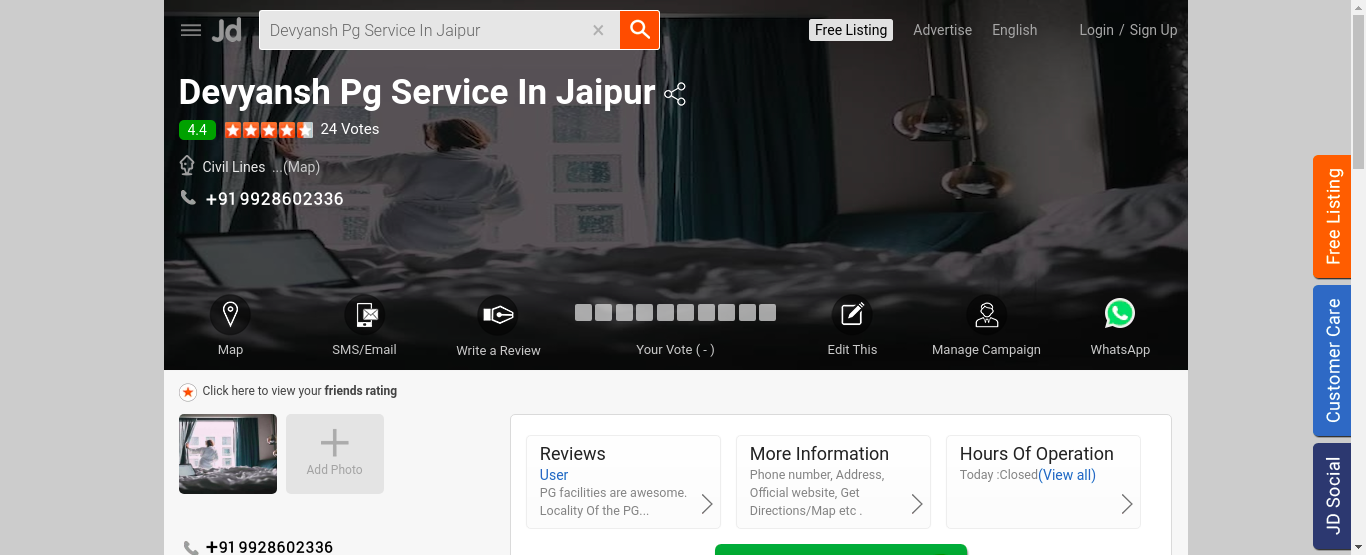 Jd
Devyansh Pg Service In Jaipur
×
Free Listing
Advertise
English
Login / Sign Up
Devyansh Pg Service In Jaipur
4.4
24 Votes
Civil Lines ...(Map)
+91 9928602336
Map
SMS/Email
Write a Review
Your Vote ( - )
Edit This
Manage Campaign
WhatsApp
Click here to view your friends rating
Add Photo
+91 9928602336
Reviews
User
PG facilities are awesome.
Locality Of the PG...
More Information
Phone number, Address,
Official website, Get
Directions/Map etc .
Hours Of Operation
Today :Closed(View all)
Free Listing
Customer Care
JD Social